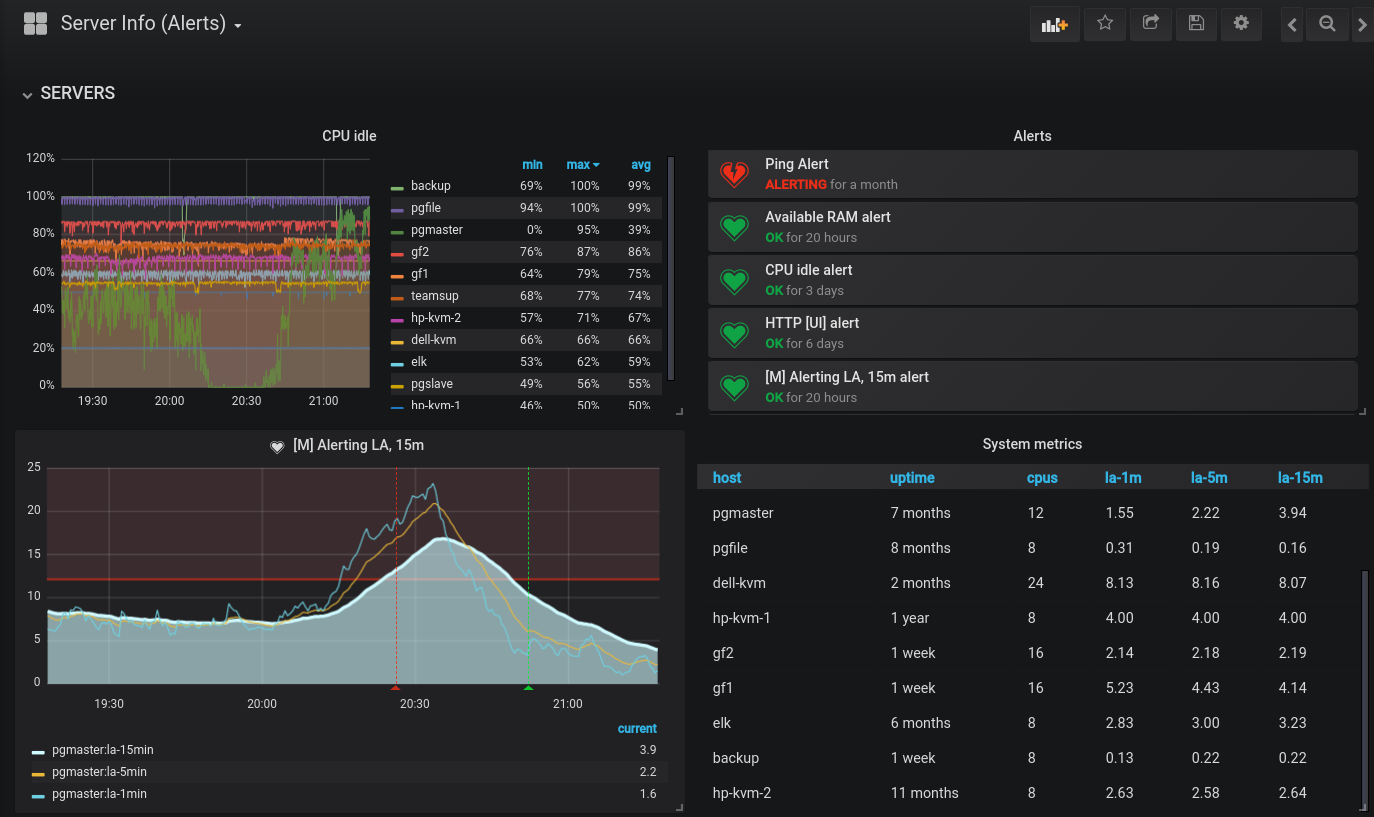 Server Info (Alerts)
SERVERS
CPU idle
120%
100%
80%
60%
40%
20%
0%
19:30 20:00 20:30 21:00
min max avg
backup 69% 100% 99%
pgfile 94% 100% 99%
pgmaster 0% 95% 39%
gf2 76% 87% 86%
gf1 64% 79% 75%
teamsup 68% 77% 74%
hp-kvm-2 57% 71% 67%
dell-kvm 66% 66% 66%
elk 53% 62% 59%
pgslave 49% 56% 55%
hp-kvm-1 46% 50% 50%
Alerts
Ping Alert
ALERTING for a month
Available RAM alert
OK for 20 hours
CPU idle alert
OK for 3 days
HTTP [UI] alert
OK for 6 days
[M] Alerting LA, 15m alert
OK for 20 hours
[M] Alerting LA, 15m
25
20
15
10
5
0
19:30 20:00 20:30 21:00
current
pgmaster:la-15min 3.9
pgmaster:la-5min 2.2
pgmaster:la-1min 1.6
System metrics
host uptime cpus la-1m la-5m la-15m
pgmaster 7 months 12 1.55 2.22 3.94
pgfile 8 months 8 0.31 0.19 0.16
dell-kvm 2 months 24 8.13 8.16 8.07
hp-kvm-1 1 year 8 4.00 4.00 4.00
gf2 1 week 16 2.14 2.18 2.19
gf1 1 week 16 5.23 4.43 4.14
elk 6 months 8 2.83 3.00 3.23
backup 1 week 8 0.13 0.22 0.22
hp-kvm-2 11 months 8 2.63 2.58 2.64